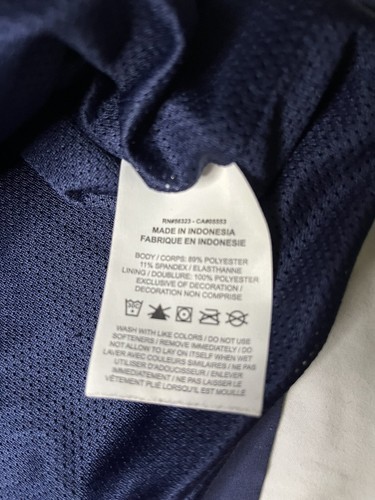 RN#56323 - CA#05553
MADE IN INDONESIA
FABRIQUE EN INDONESIE
BODY / CORPS: 89% POLYESTER
11% SPANDEX / ELASTHANNE
LINING / DOUBLURE: 100% POLYESTER
EXCLUSIVE OF DECORATION /
DECORATION NON COMPRISE
WASH WITH LIKE COLORS / DO NOT USE
SOFTENERS / REMOVE IMMEDIATELY / DO
NOT ALLOW TO LAY ON ITSELF WHEN WET
LAVER AVEC COULEURS SIMILAIRES / NE PAS
UTILISER D'ADOUCISSEUR / ENLEVER
IMMÉDIATEMENT / NE PAS LAISSER LE
VÊTEMENT PLIÉ LORSQU'IL EST MOUILLÉ